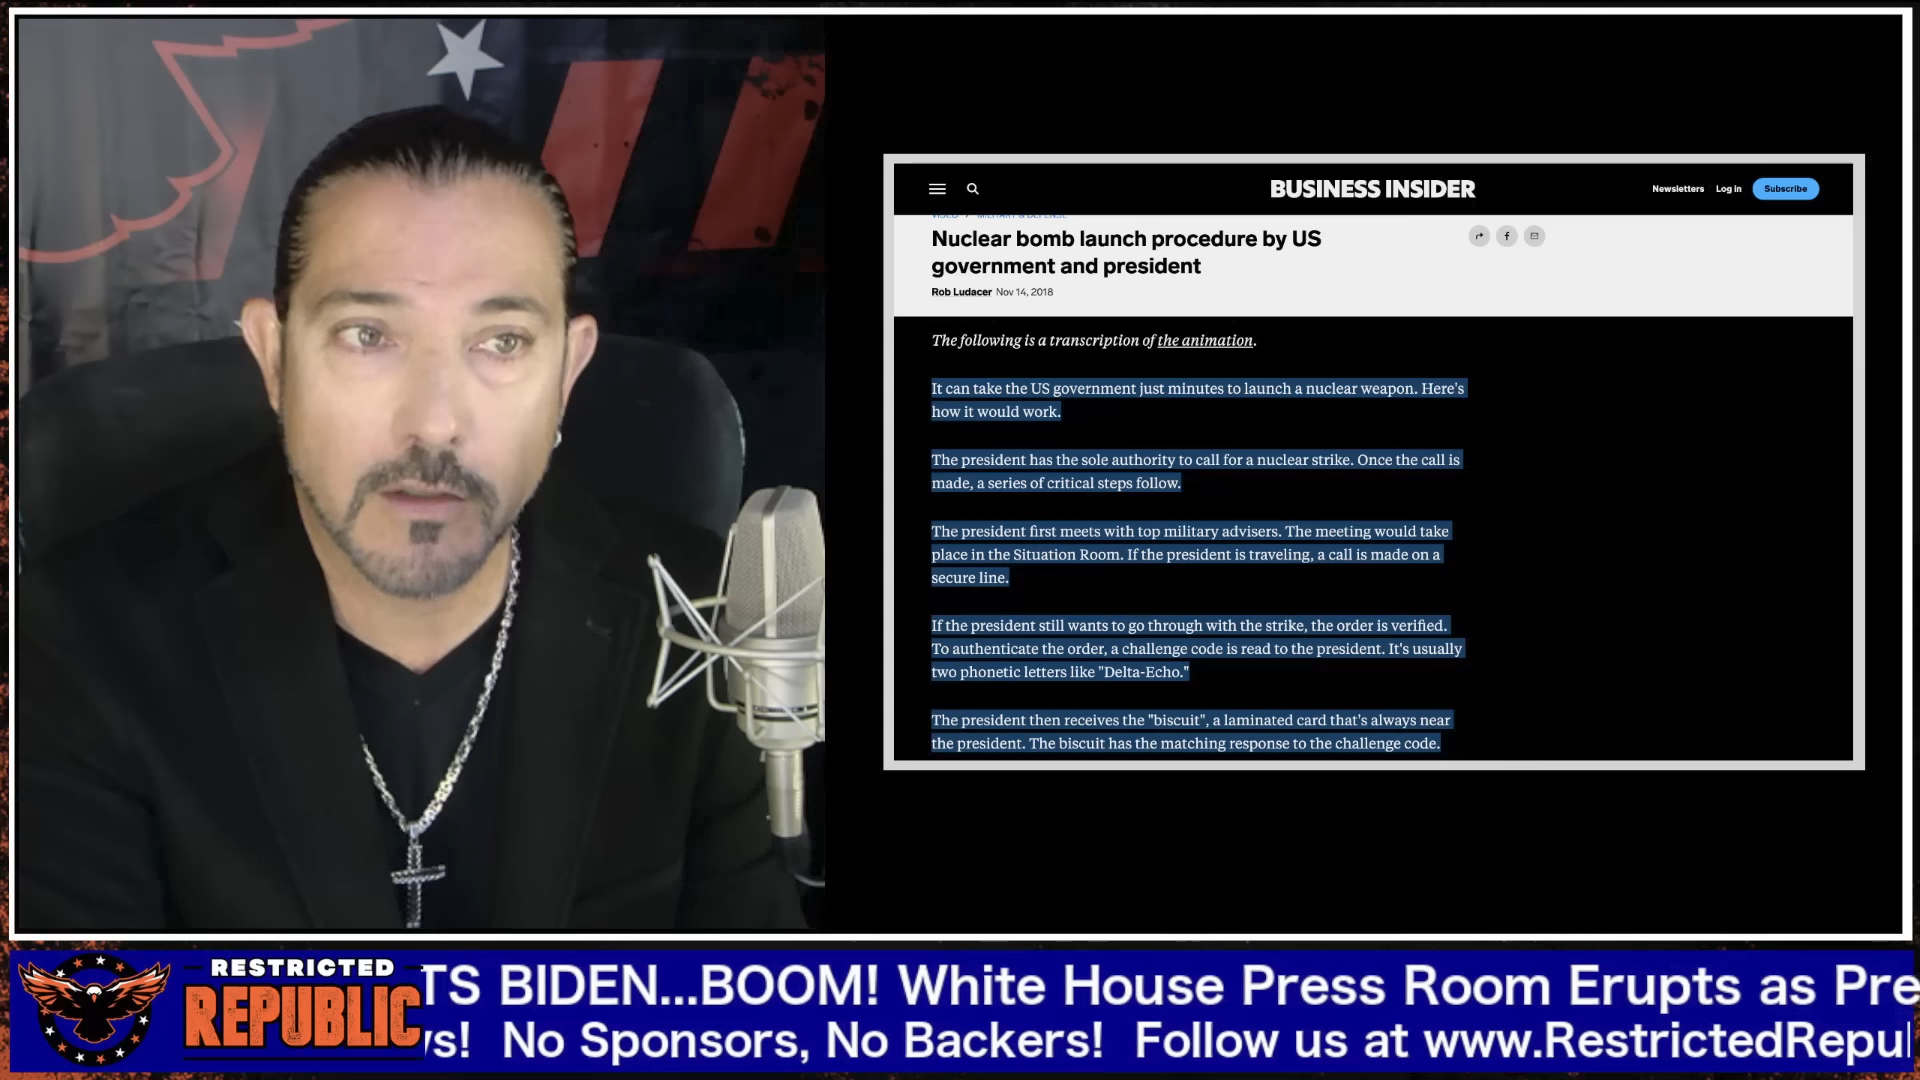 BUSINESS INSIDER
Newsletters Log in Subscribe
VIDEO > MILITARY & DEFENSE
Nuclear bomb launch procedure by US
government and president
Rob Ludacer Nov 14, 2018
The following is a transcription of the animation.
It can take the US government just minutes to launch a nuclear weapon. Here's
how it would work.
The president has the sole authority to call for a nuclear strike. Once the call is
made, a series of critical steps follow.
The president first meets with top military advisers. The meeting would take
place in the Situation Room. If the president is traveling, a call is made on a
secure line.
If the president still wants to go through with the strike, the order is verified.
To authenticate the order, a challenge code is read to the president. It's usually
two phonetic letters like "Delta-Echo."
The president then receives the "biscuit", a laminated card that's always near
the president. The biscuit has the matching response to the challenge code.
RESTRICTED
REPUBLIC
TS BIDEN...BOOM! White House Press Room Erupts as Pre
ys! No Sponsors, No Backers! Follow us at www.RestrictedRepul